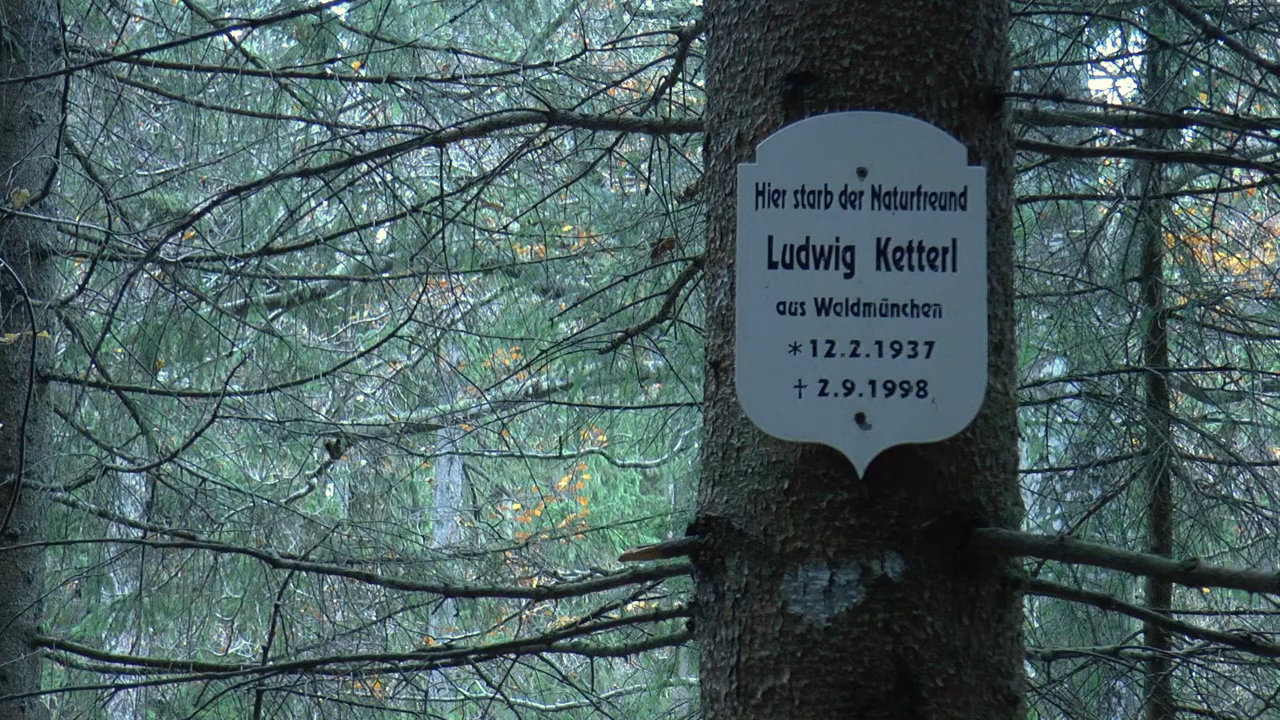 Hier starb der Naturfreund
Ludwig Ketterl
aus Waldmünchen
*12.2.1937
† 2.9.1998